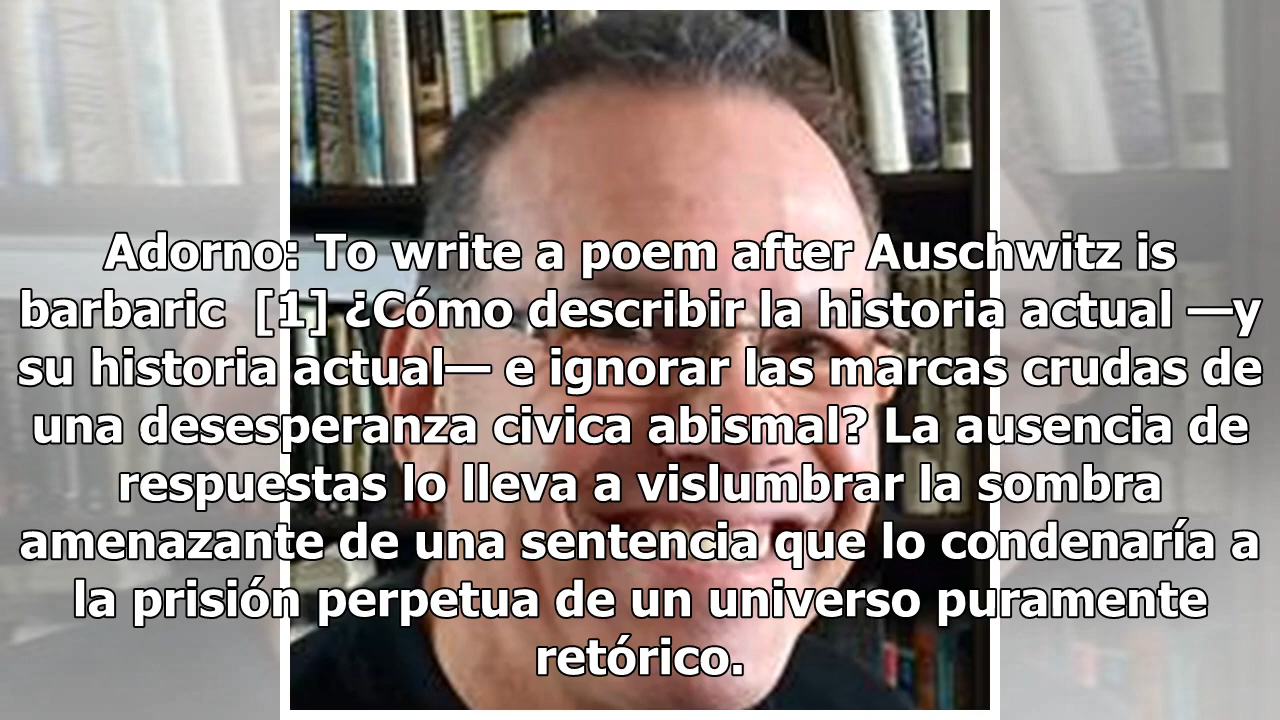 Adorno: To write a poem after Auschwitz is
barbaric [1] ¿Cómo describir la historia actual —y
su historia actual— e ignorar las marcas crudas de
una desesperanza civica abismal? La ausencia de
respuestas lo lleva a vislumbrar la sombra
amenazante de una sentencia que lo condenaría a
la prisión perpetua de un universo puramente
retórico.